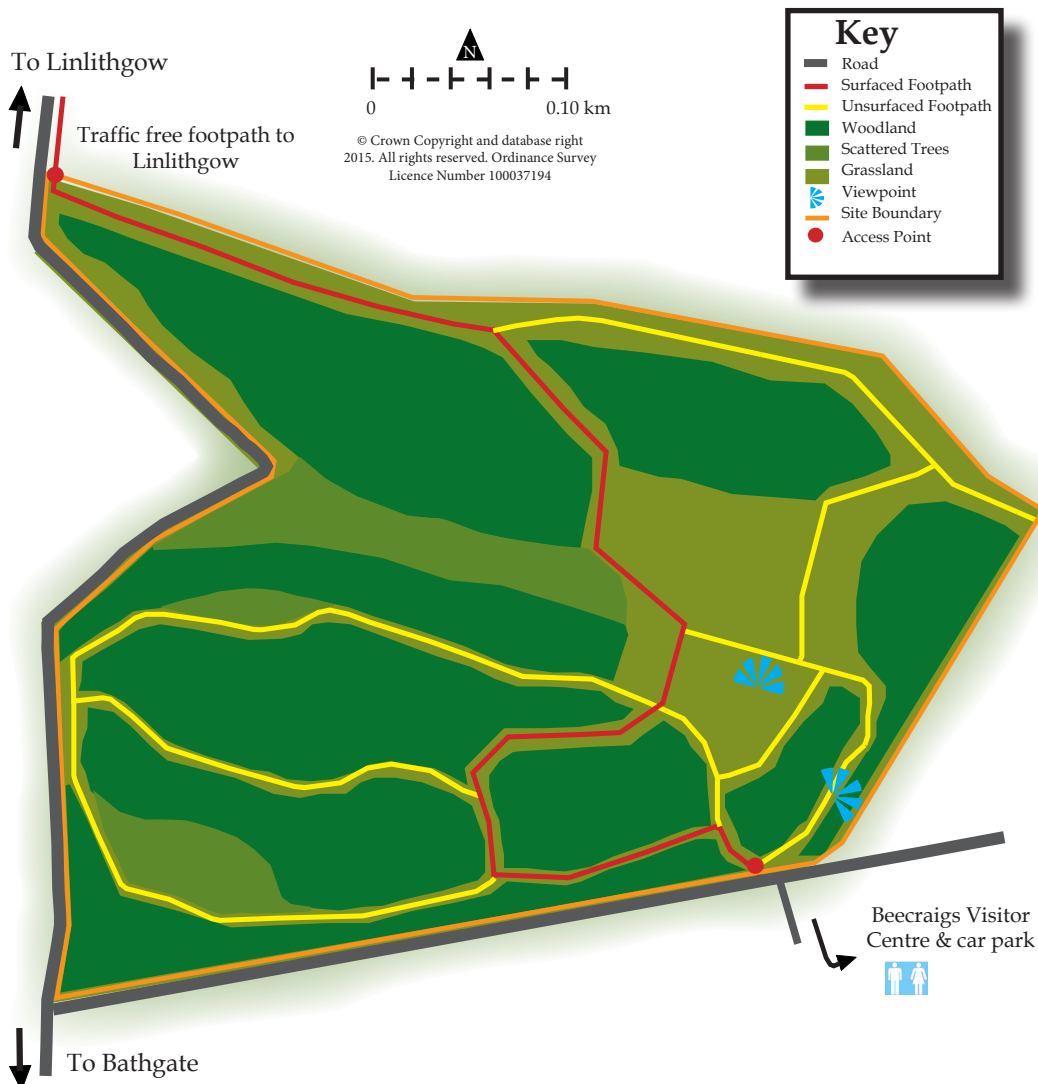 To Linlithgow
Traffic free footpath to
Linlithgow
N
0 0.10 km
© Crown Copyright and database right
2015. All rights reserved. Ordinance Survey
Licence Number 100037194
Key
Road
Surfaced Footpath
Unsurfaced Footpath
Woodland
Scattered Trees
Grassland
Viewpoint
Site Boundary
Access Point
Beecraigs Visitor
Centre & car park
To Bathgate